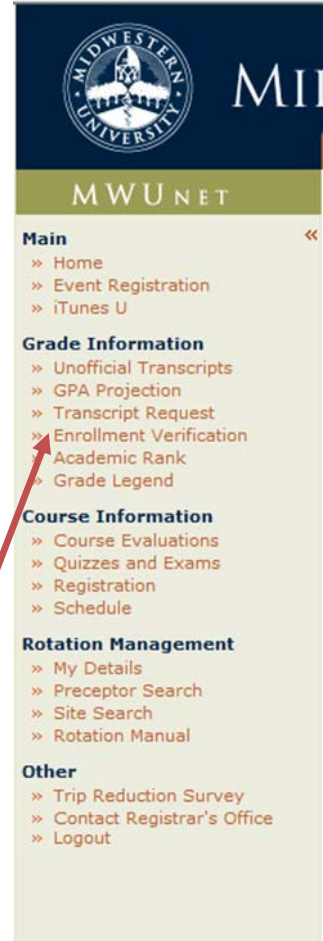 MIDWESTERN
UNIVERSITY
MI
MWUNET
Main «
» Home
» Event Registration
» iTunes U
Grade Information
» Unofficial Transcripts
» GPA Projection
» Transcript Request
» Enrollment Verification
» Academic Rank
» Grade Legend
Course Information
» Course Evaluations
» Quizzes and Exams
» Registration
» Schedule
Rotation Management
» My Details
» Preceptor Search
» Site Search
» Rotation Manual
Other
» Trip Reduction Survey
» Contact Registrar's Office
» Logout